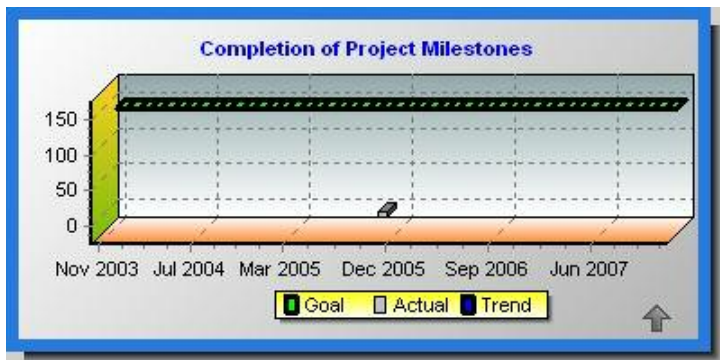 Completion of Project Milestones
150
100
50
0
Nov 2003 Jul 2004 Mar 2005 Dec 2005 Sep 2006 Jun 2007
Goal Actual Trend